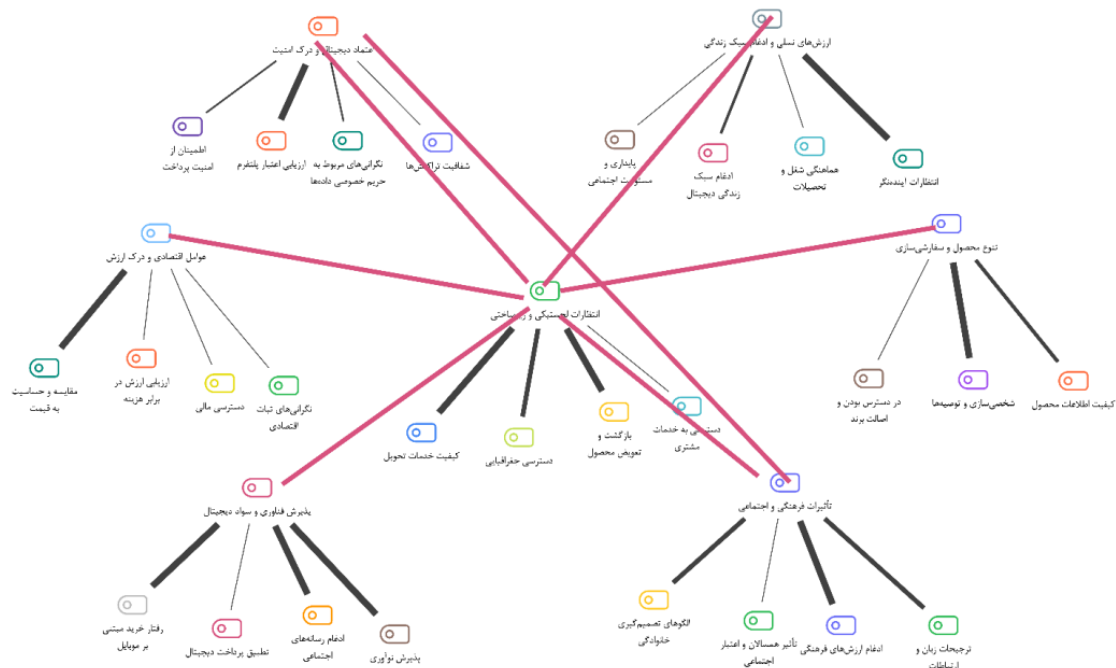 اعتماد دیجیتالی و درک امنیت
ارزش‌های نسلی و ادغام سبک زندگی
اطمینان از
امنیت پرداخت
ارزیابی اعتبار پلتفرم
نگرانی‌های مربوط به
حریم خصوصی داده‌ها
شفافیت تراکنش‌ها
پایداری و
مسئولیت اجتماعی
ادغام سبک
زندگی دیجیتال
هماهنگی شغل و
تحصیلات
انتظارات آینده‌نگر
عوامل اقتصادی و درک ارزش
تنوع محصول و سفارشی‌سازی
انتظارات لجستیکی و زیرساختی
مقایسه و حساسیت
به قیمت
ارزیابی ارزش در
برابر هزینه
دسترسی مالی
نگرانی‌های ثبات
اقتصادی
کیفیت خدمات تحویل
دسترسی جغرافیایی
بازگشت و
تعویض محصول
دسترسی به خدمات
مشتری
در دسترس بودن و
اصالت برند
شخصی‌سازی و توصیه‌ها
کیفیت اطلاعات محصول
پذیرش فناوری و سواد دیجیتال
تأثیرات فرهنگی و اجتماعی
رفتار خرید مبتنی
بر موبایل
تطبیق پرداخت دیجیتال
ادغام رسانه‌های
اجتماعی
پذیرش نوآوری
الگوهای تصمیم‌گیری
خانوادگی
تأثیر همسالان و اعتبار
اجتماعی
ادغام ارزش‌های فرهنگی
ترجیحات زبان و
ارتباطات